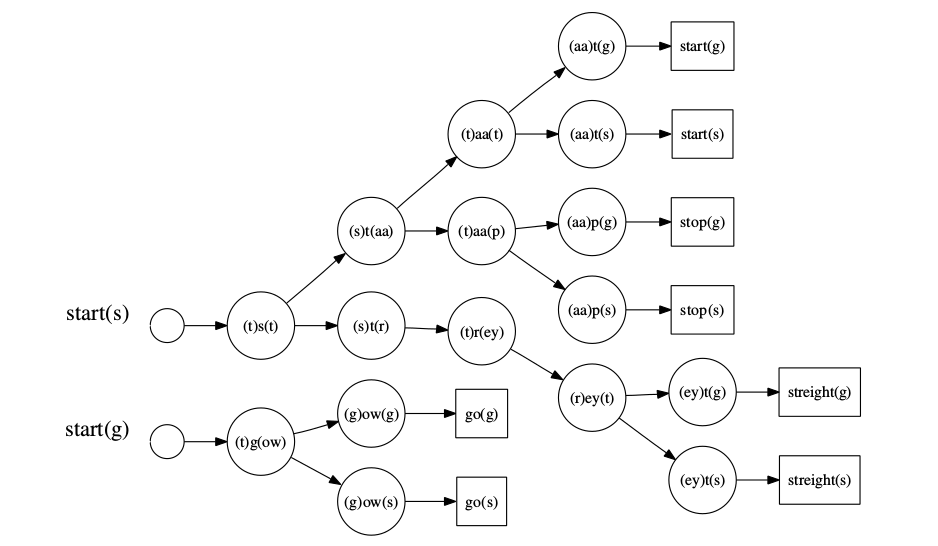 (aa)t(g) start(g)
(t)aa(t) (aa)t(s) start(s)
(s)t(aa) (t)aa(p) (aa)p(g) stop(g)
(aa)p(s) stop(s)
start(s) (t)s(t) (s)t(r) (t)r(ey)
(r)ey(t) (ey)t(g) streight(g)
start(g) (t)g(ow) (g)ow(g) go(g)
(ey)t(s) streight(s)
(g)ow(s) go(s)